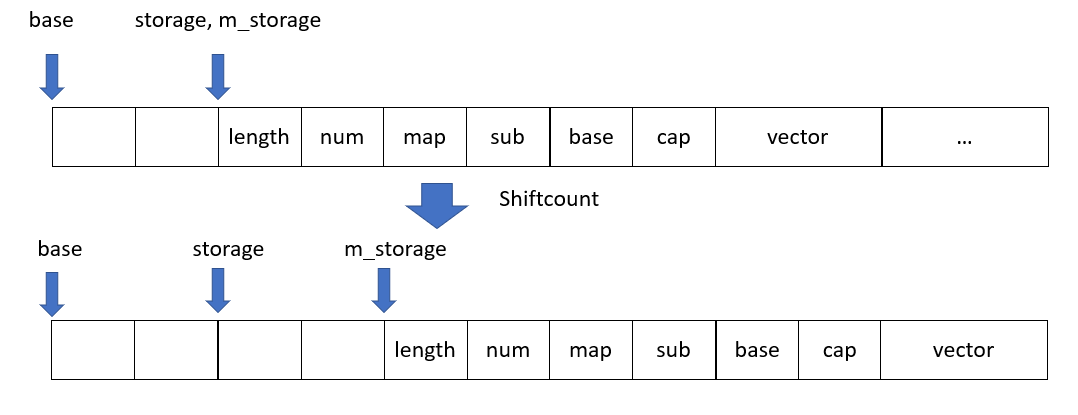 base storage, m_storage
length num map sub base cap vector ...
Shiftcount
base storage m_storage
length num map sub base cap vector